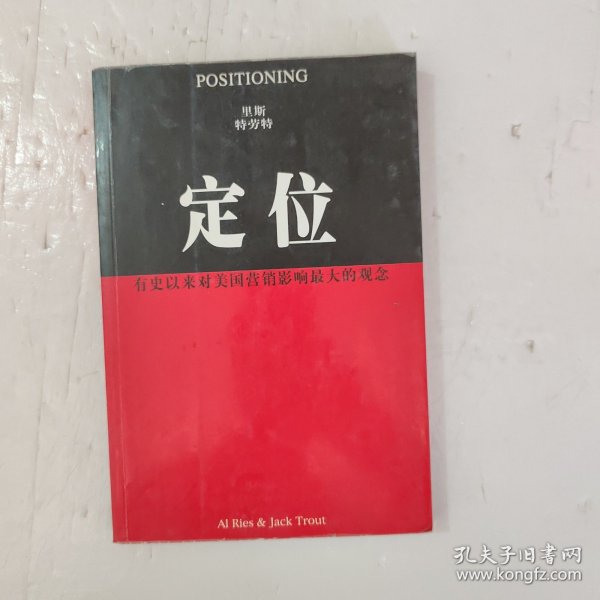 POSITIONING
里斯
特劳特
定位
有史以来对美国营销影响最大的观念
Al Ries & Jack Trout
孔夫子旧书网
www.kongfz.com